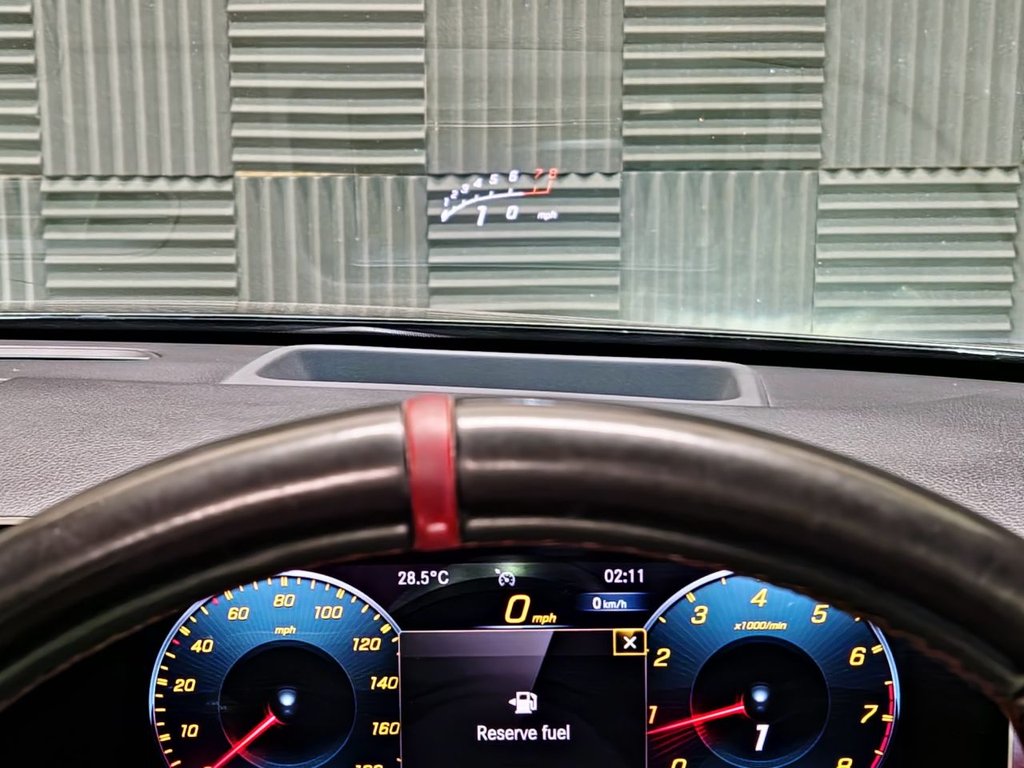 1 2 3 4 5 6 7 8
1 0 mph
28.5°C
02:11
0 mph
0 km/h
Reserve fuel
10 20 40 60 80 100 120 140 160
mph
0 1 2 3 4 5 6 7 8
x1000/min
1